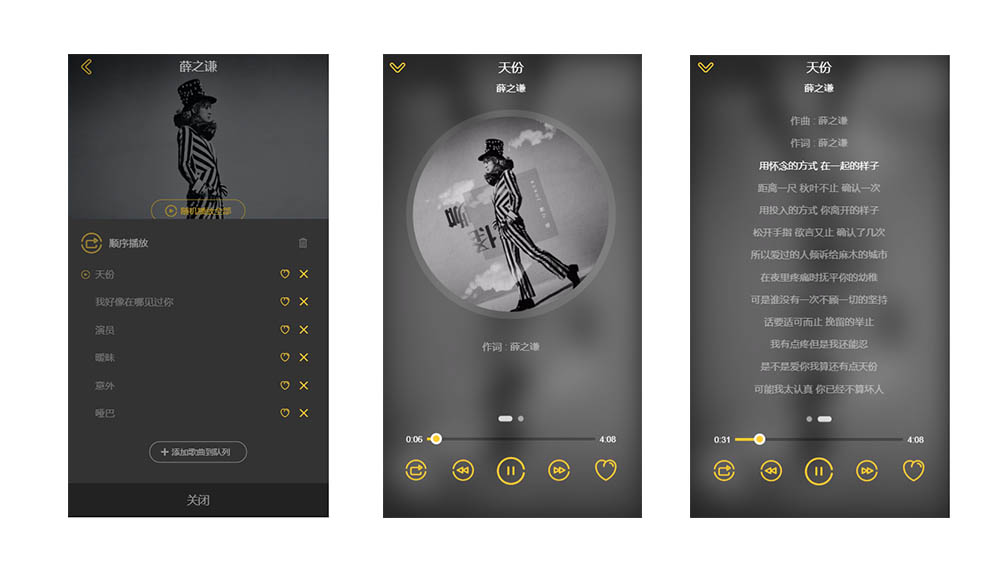 薛之谦
随机播放全部
顺序播放
天份
我好像在哪见过你
演员
暧昧
意外
哑巴
+ 添加歌曲到队列
关闭
天份
薛之谦
作词 : 薛之谦
0:06
4:08
天份
薛之谦
作曲 : 薛之谦
作词 : 薛之谦
用怀念的方式 在一起的样子
距离一尺 秋叶不止 确认一次
用投入的方式 你离开的样子
松开手指 欲言又止 确认了几次
所以爱过的人倾诉给麻木的城市
在夜里疼痛时抚平你的幼稚
可是谁没有一次不顾一切的坚持
话要适可而止 挽留的举止
我有点疼但是我还能忍
是不是爱你我算还有点天份
可能我太认真 你已经不算坏人
0:31
4:08